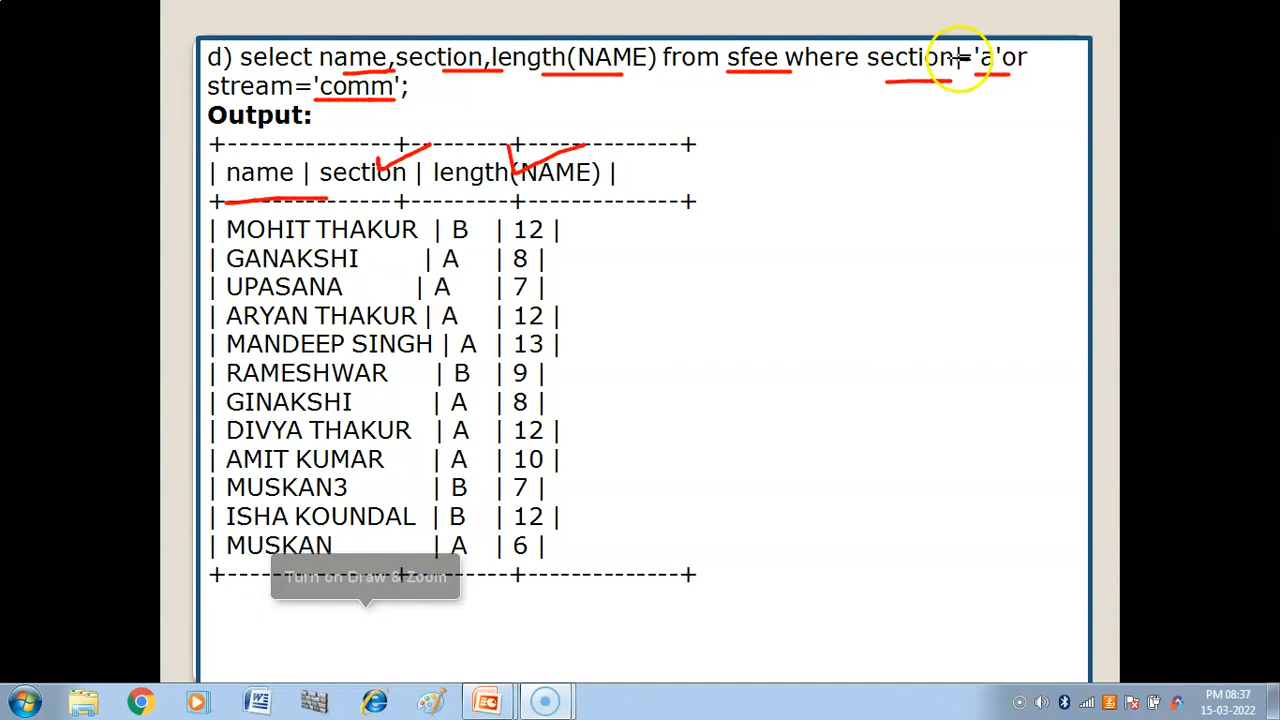 d) select name,section,length(NAME) from sfee where section='a'or
stream='comm';
Output:
+---------------+---------+--------------+
| name | section | length(NAME) |
+---------------+---------+--------------+
| MOHIT THAKUR | B | 12 |
| GANAKSHI | A | 8 |
| UPASANA | A | 7 |
| ARYAN THAKUR | A | 12 |
| MANDEEP SINGH | A | 13 |
| RAMESHWAR | B | 9 |
| GINAKSHI | A | 8 |
| DIVYA THAKUR | A | 12 |
| AMIT KUMAR | A | 10 |
| MUSKAN3 | B | 7 |
| ISHA KOUNDAL | B | 12 |
| MUSKAN | A | 6 |
+---------------+---------+--------------+
Turn on Draw & Zoom
PM 08:37
15-03-2022